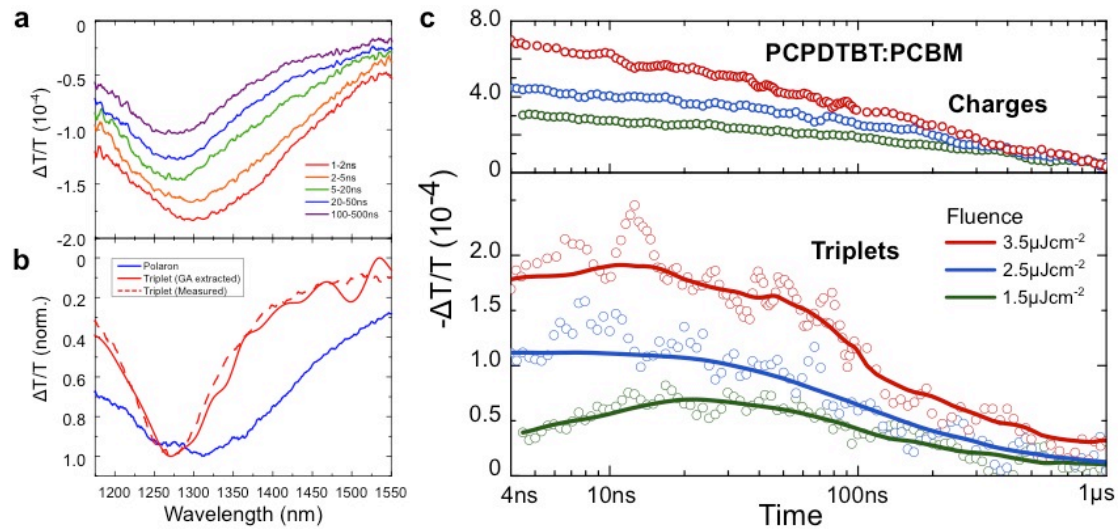 a
ΔT/T (10⁻⁴)
0
-0.5
-1.0
-1.5
-2.0
1-2ns
2-5ns
5-20ns
20-50ns
100-500ns
b
ΔT/T (norm.)
0
0.2
0.4
0.6
0.8
1.0
Polaron
Triplet (GA extracted)
Triplet (Measured)
1200 1250 1300 1350 1400 1450 1500 1550
Wavelength (nm)
c
-ΔT/T (10⁻⁴)
8.0
4.0
0
PCPDTBT:PCBM
Charges
2.0
1.5
1.0
0.5
0
Triplets
Fluence
3.5µJcm⁻²
2.5µJcm⁻²
1.5µJcm⁻²
4ns 10ns 100ns 1µs
Time